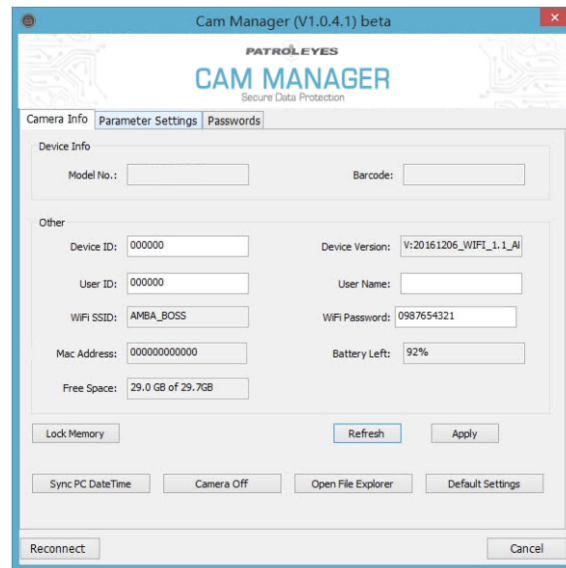 Cam Manager (V1.0.4.1) beta
PATROLEYES
CAM MANAGER
Secure Data Protection
Camera Info Parameter Settings Passwords
Device Info
Model No.: Barcode:
Other
Device ID: 000000 Device Version: V:20161206_WIFI_1.1_Al
User ID: 000000 User Name:
WiFi SSID: AMBA_BOSS WiFi Password: 0987654321
Mac Address: 000000000000 Battery Left: 92%
Free Space: 29.0 GB of 29.7GB
Lock Memory Refresh Apply
Sync PC DateTime Camera Off Open File Explorer Default Settings
Reconnect Cancel